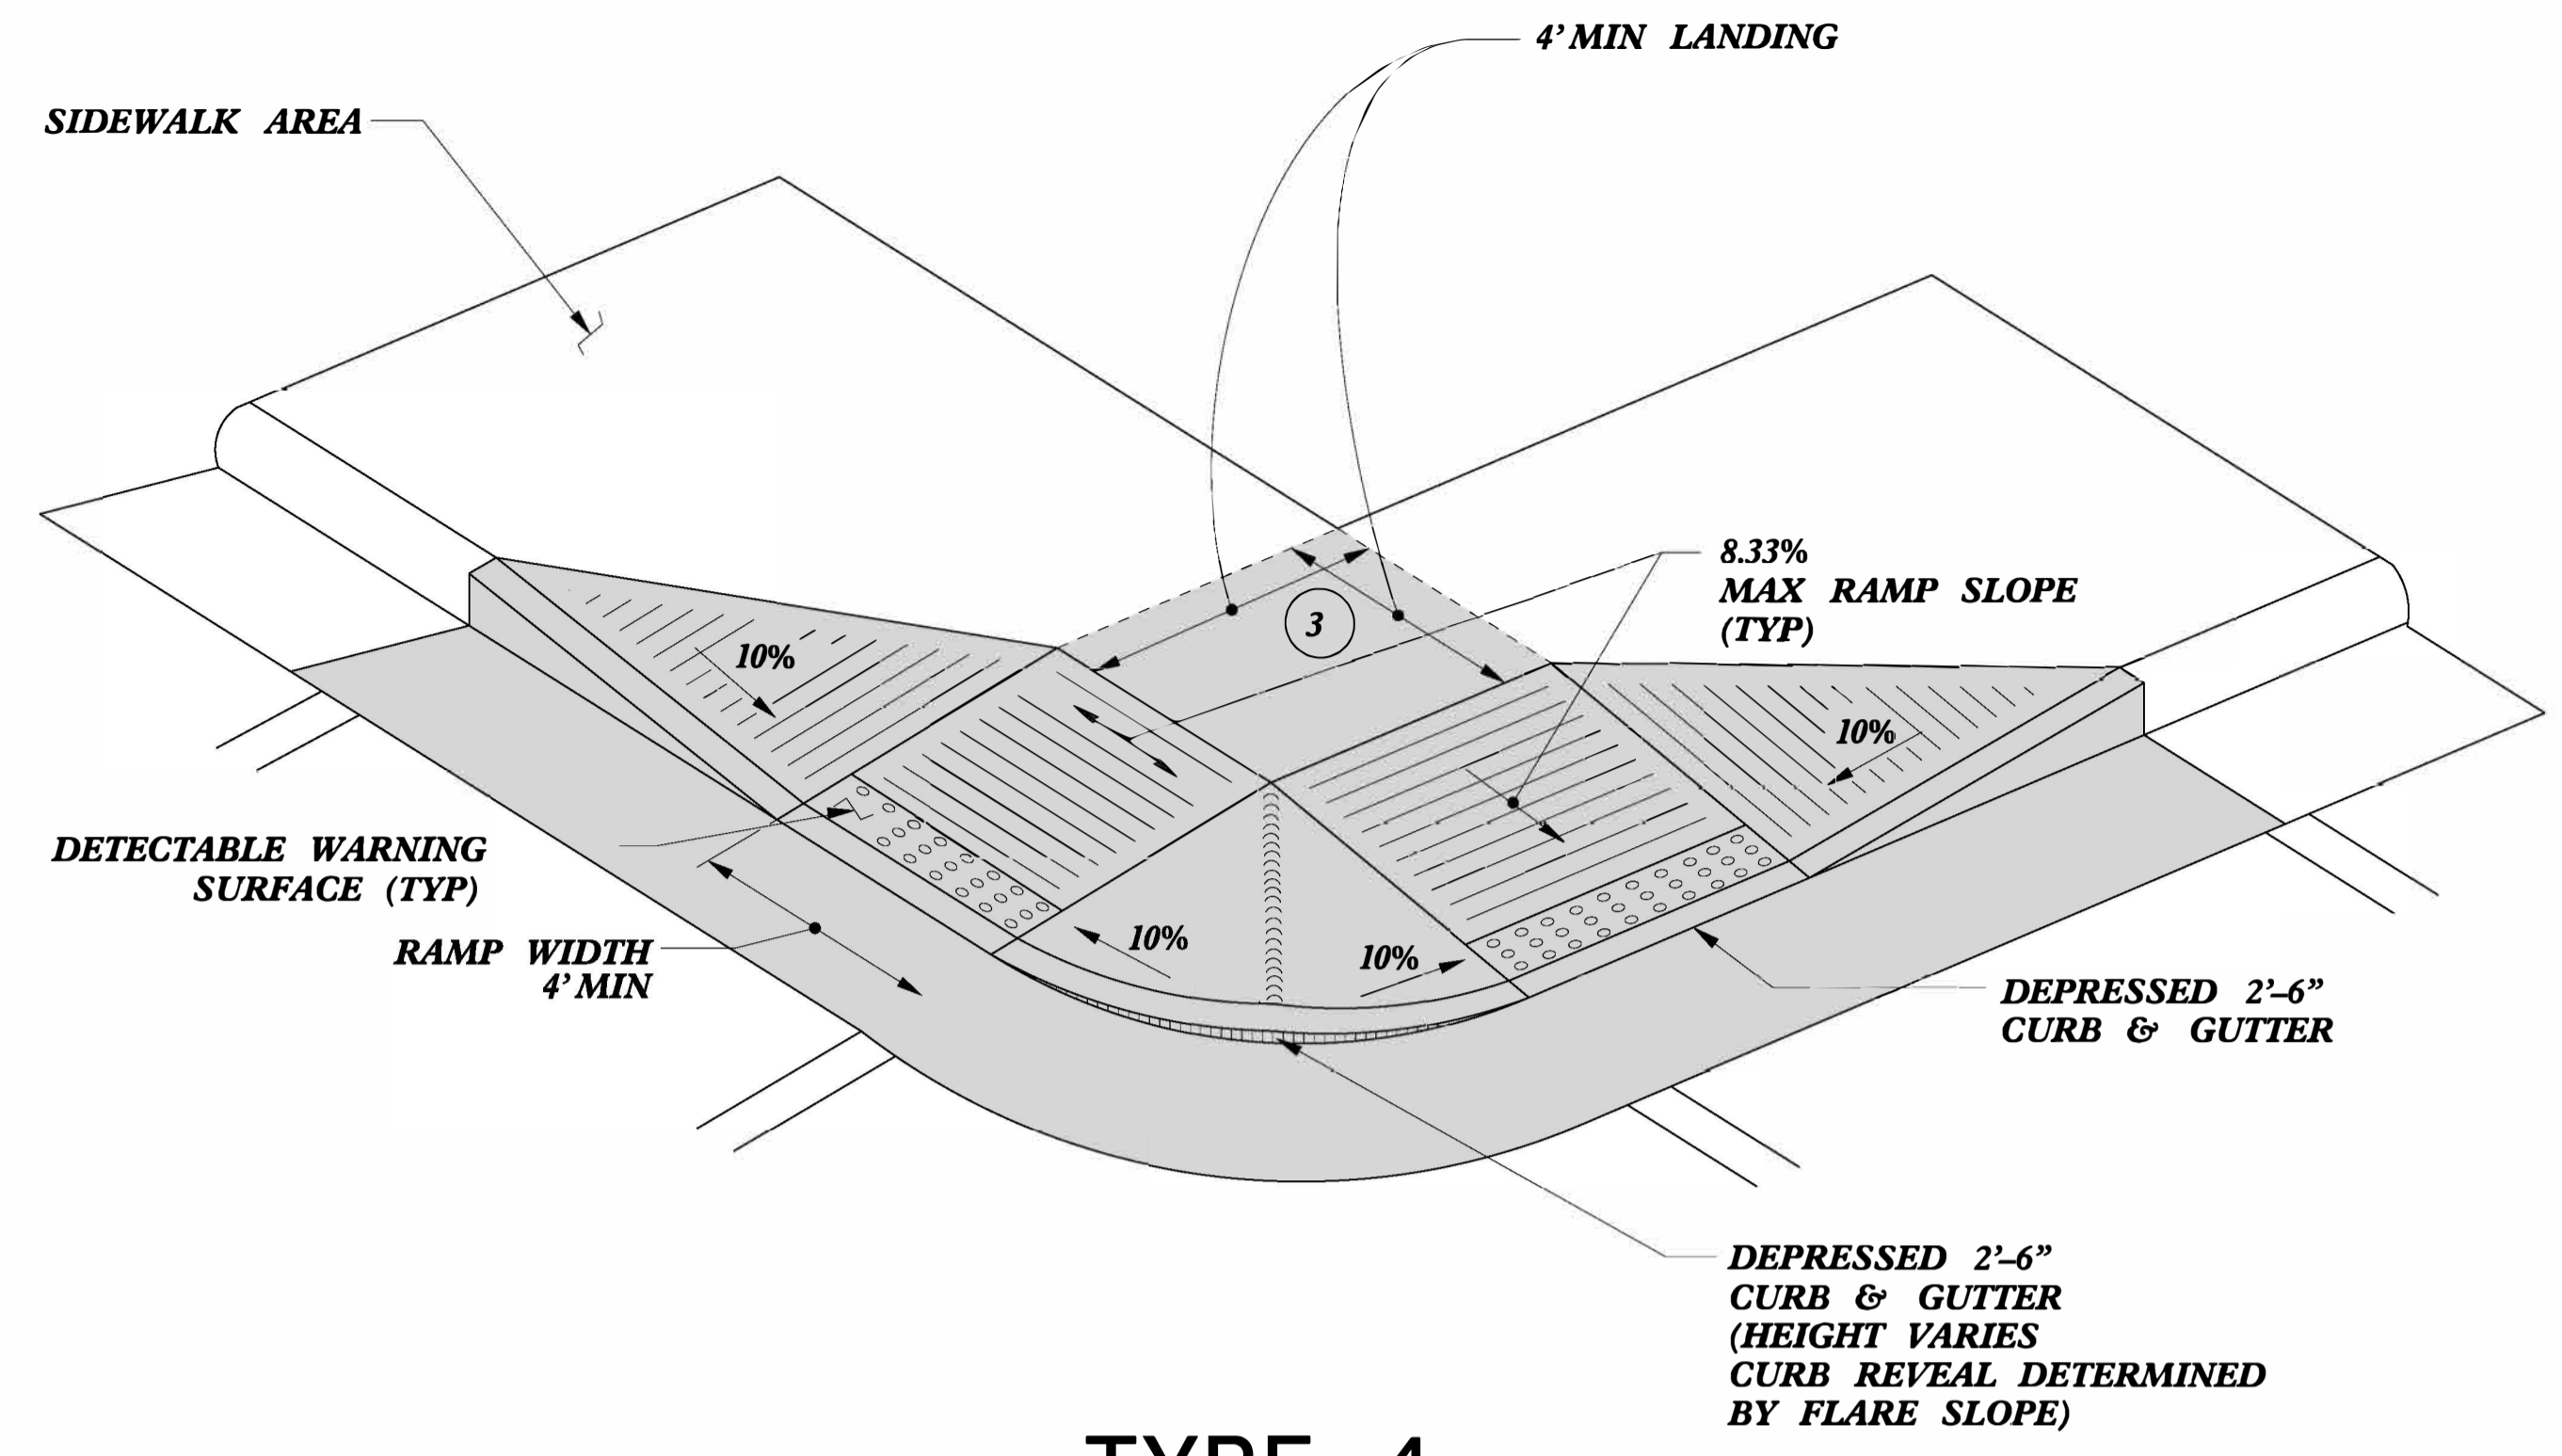 4' MIN LANDING
SIDEWALK AREA
8.33%
MAX RAMP SLOPE
(TYP)
3
10%
10%
DETECTABLE WARNING
SURFACE (TYP)
RAMP WIDTH
4' MIN
10%
10%
DEPRESSED 2'–6"
CURB & GUTTER
DEPRESSED 2'–6"
CURB & GUTTER
(HEIGHT VARIES
CURB REVEAL DETERMINED
BY FLARE SLOPE)
TYPE 4